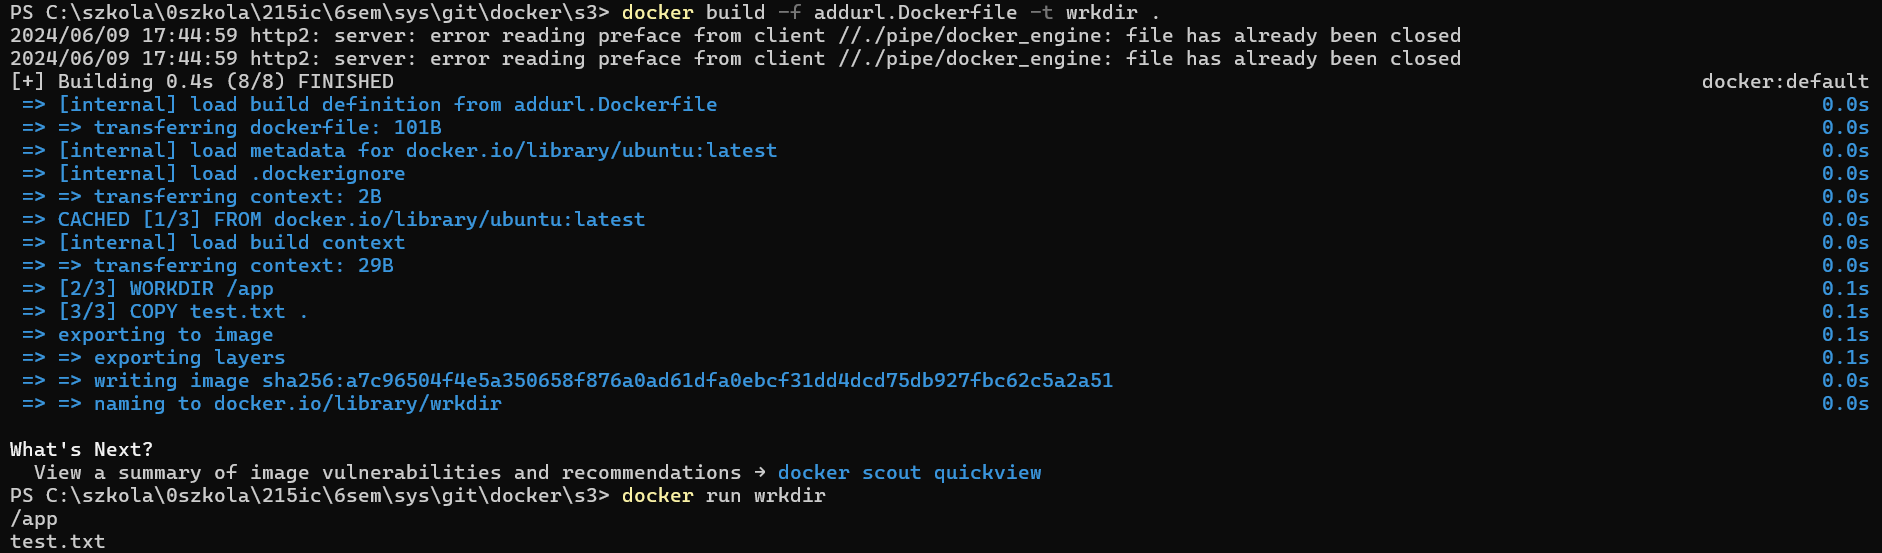 PS C:\szkola\0szkola\215ic\6sem\sys\git\docker\s3> docker build -f addurl.Dockerfile -t wrkdir .
2024/06/09 17:44:59 http2: server: error reading preface from client //./pipe/docker_engine: file has already been closed
2024/06/09 17:44:59 http2: server: error reading preface from client //./pipe/docker_engine: file has already been closed
[+] Building 0.4s (8/8) FINISHED docker:default
=> [internal] load build definition from addurl.Dockerfile 0.0s
=> => transferring dockerfile: 101B 0.0s
=> [internal] load metadata for docker.io/library/ubuntu:latest 0.0s
=> [internal] load .dockerignore 0.0s
=> => transferring context: 2B 0.0s
=> CACHED [1/3] FROM docker.io/library/ubuntu:latest 0.0s
=> [internal] load build context 0.0s
=> => transferring context: 29B 0.0s
=> [2/3] WORKDIR /app 0.1s
=> [3/3] COPY test.txt . 0.1s
=> exporting to image 0.1s
=> => exporting layers 0.1s
=> => writing image sha256:a7c96504f4e5a350658f876a0ad61dfa0ebcf31dd4dcd75db927fbc62c5a2a51 0.0s
=> => naming to docker.io/library/wrkdir 0.0s
What's Next?
View a summary of image vulnerabilities and recommendations → docker scout quickview
PS C:\szkola\0szkola\215ic\6sem\sys\git\docker\s3> docker run wrkdir
/app
test.txt